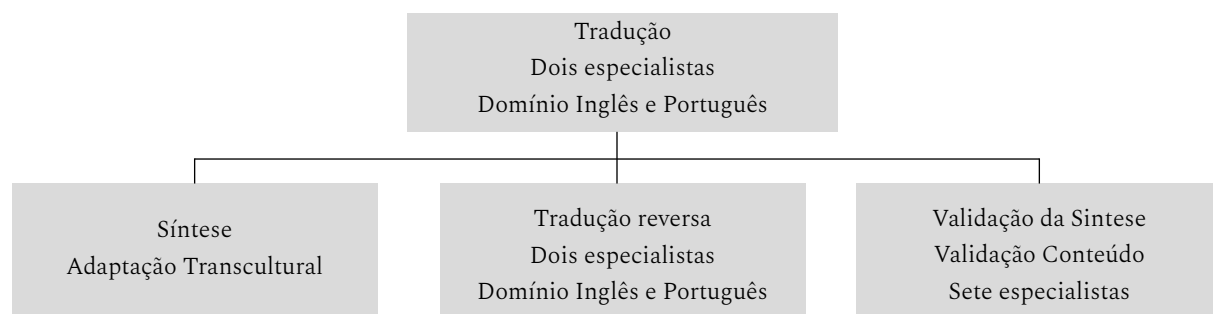 Tradução
Dois especialistas
Domínio Inglês e Português
Síntese
Adaptação Transcultural
Tradução reversa
Dois especialistas
Domínio Inglês e Português
Validação da Sintese
Validação Conteúdo
Sete especialistas